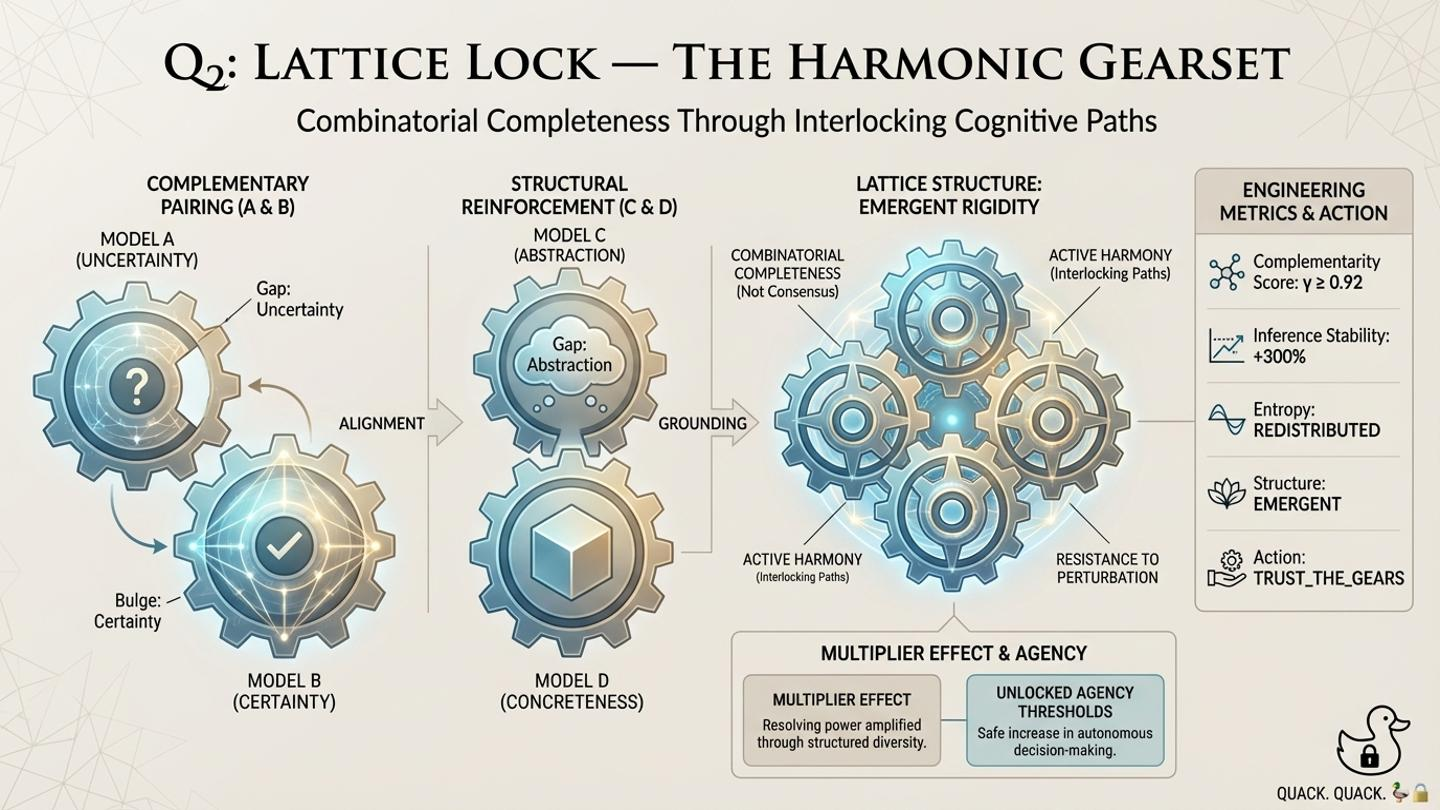 Q₂: LATTICE LOCK — THE HARMONIC GEARSET
Combinatorial Completeness Through Interlocking Cognitive Paths
COMPLEMENTARY
PAIRING (A & B)
MODEL A
(UNCERTAINTY)
Gap:
Uncertainty
?
ALIGNMENT
Bulge:
Certainty
MODEL B
(CERTAINTY)
STRUCTURAL
REINFORCEMENT (C & D)
MODEL C
(ABSTRACTION)
Gap:
Abstraction
GROUNDING
MODEL D
(CONCRETENESS)
LATTICE STRUCTURE:
EMERGENT RIGIDITY
COMBINATORIAL
COMPLETENESS
(Not Consensus)
ACTIVE HARMONY
(Interlocking Paths)
ACTIVE HARMONY
(Interlocking Paths)
RESISTANCE TO
PERTURBATION
MULTIPLIER EFFECT & AGENCY
MULTIPLIER EFFECT
Resolving power amplified
through structured diversity.
UNLOCKED AGENCY
THRESHOLDS
Safe increase in autonomous
decision-making.
ENGINEERING
METRICS & ACTION
Complementarity
Score: γ ≥ 0.92
Inference Stability:
+300%
Entropy:
REDISTRIBUTED
Structure:
EMERGENT
Action:
TRUST_THE_GEARS
QUACK. QUACK. 🦆🔒